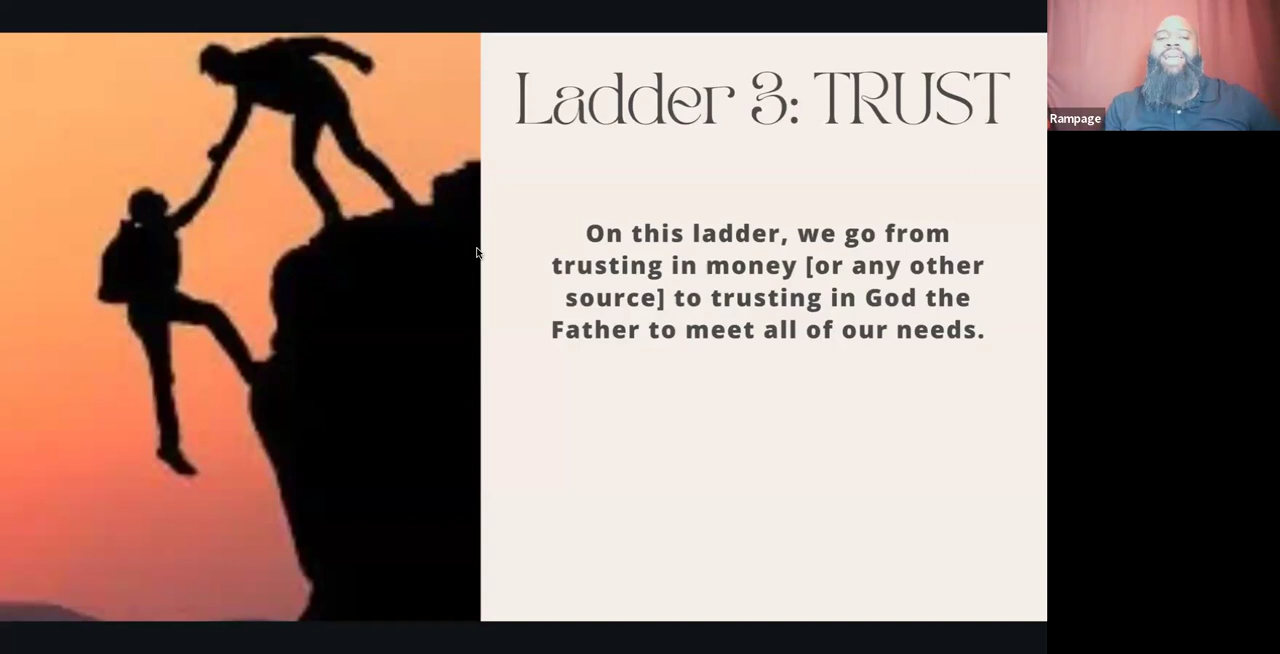 Ladder 3: TRUST
On this ladder, we go from
trusting in money [or any other
source] to trusting in God the
Father to meet all of our needs.
Rampage